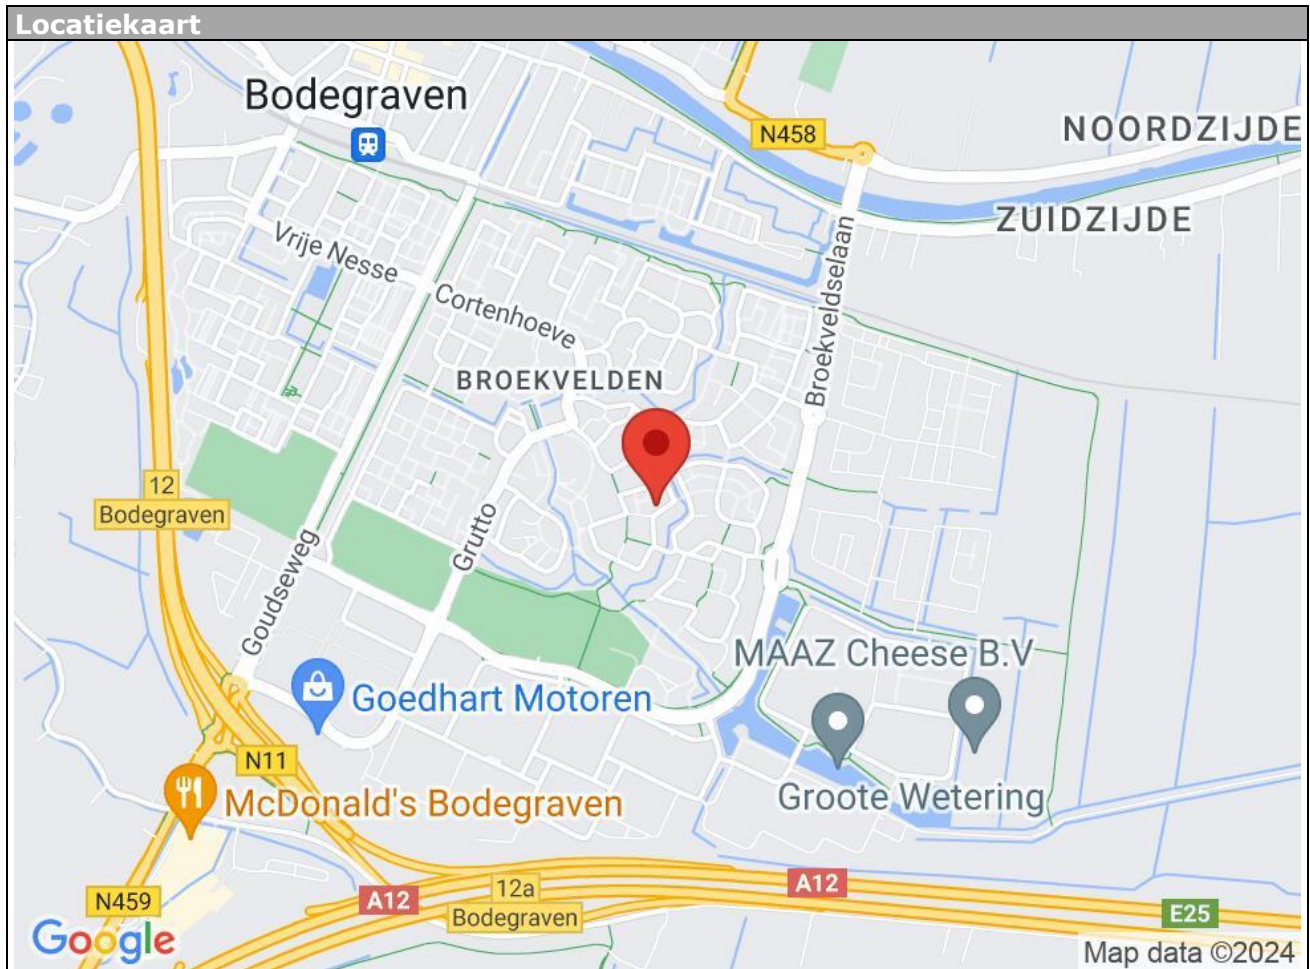 Locatiekaart
Bodegraven
N458
NOORDZIJDE
ZUIDZIJDE
Vrije Nesse
Cortenhoeve
Broekveldselaan
BROEKVELDEN
12
Bodegraven
Grutto
Goudseweg
MAAZ Cheese B.V
Goedhart Motoren
N11
McDonald's Bodegraven
Groote Wetering
N459
A12
12a
Bodegraven
A12
E25
Google
Map data ©2024